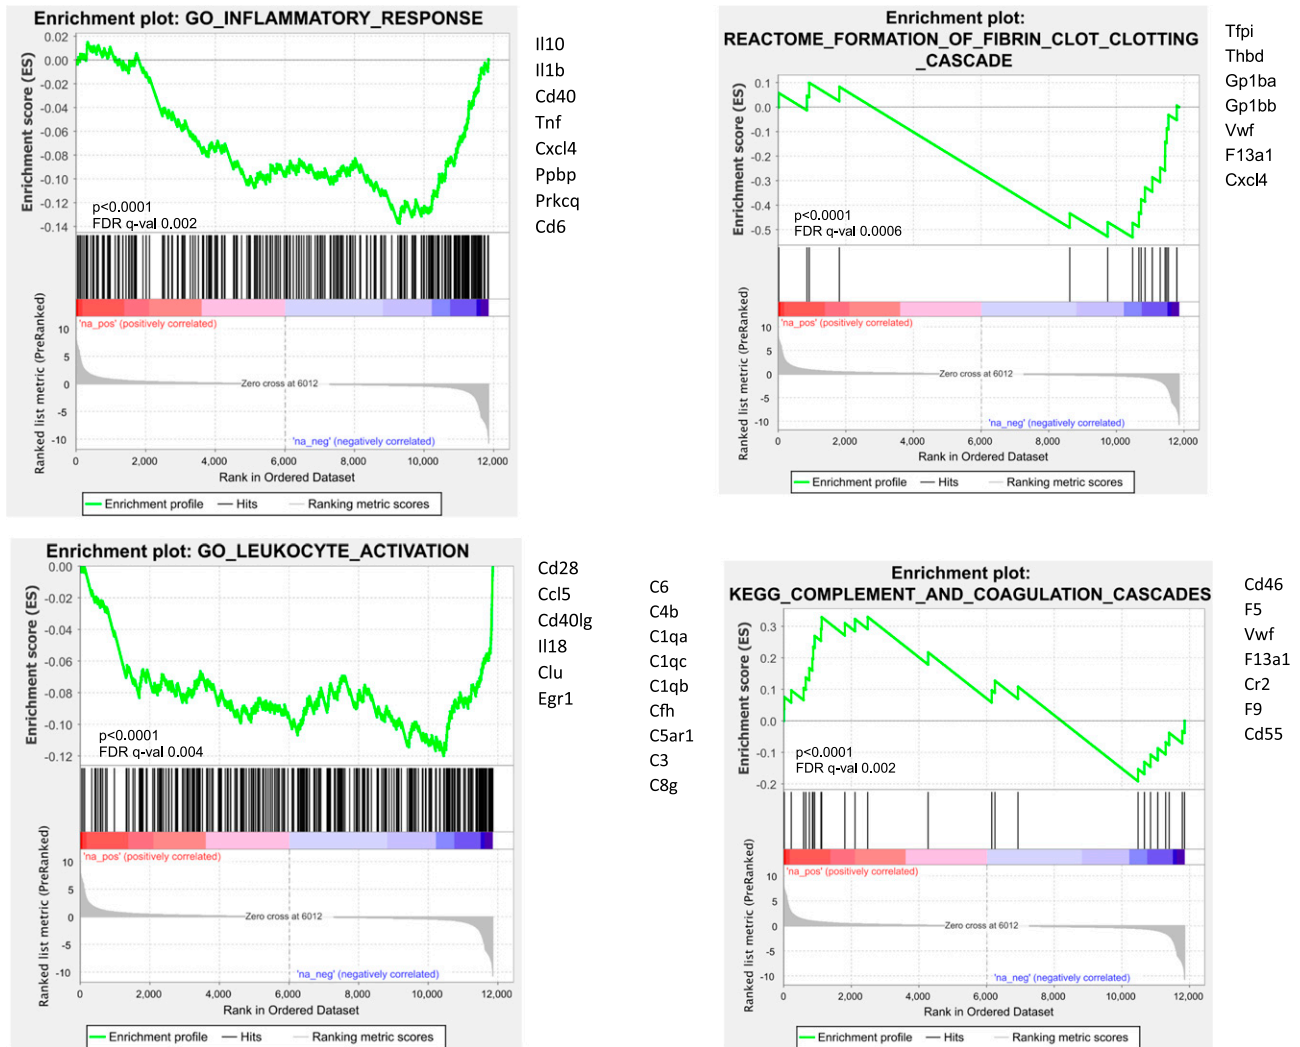 Enrichment plot: GO_INFLAMMATORY_RESPONSE
Enrichment score (ES)
0.02
0.00
-0.02
-0.04
-0.06
-0.08
-0.10
-0.12
-0.14
p<0.0001
FDR q-val 0.002
Ranked list metric (PreRanked)
'na_pos' (positively correlated)
10
5
0
-5
-10
Zero cross at 6012
'na_neg' (negatively correlated)
0 2,000 4,000 6,000 8,000 10,000 12,000
Rank in Ordered Dataset
Enrichment profile Hits Ranking metric scores
Il10
Il1b
Cd40
Tnf
Cxcl4
Ppbp
Prkcq
Cd6
Enrichment plot:
REACTOME_FORMATION_OF_FIBRIN_CLOT_CLOTTING
_CASCADE
Enrichment score (ES)
0.1
0.0
-0.1
-0.2
-0.3
-0.4
-0.5
p<0.0001
FDR q-val 0.0006
Ranked list metric (PreRanked)
'na_pos' (positively correlated)
10
5
0
-5
-10
Zero cross at 6012
'na_neg' (negatively correlated)
0 2,000 4,000 6,000 8,000 10,000 12,000
Rank in Ordered Dataset
Enrichment profile Hits Ranking metric scores
Tfpi
Thbd
Gp1ba
Gp1bb
Vwf
F13a1
Cxcl4
Enrichment plot: GO_LEUKOCYTE_ACTIVATION
Enrichment score (ES)
0.00
-0.02
-0.04
-0.06
-0.08
-0.10
-0.12
p<0.0001
FDR q-val 0.004
Ranked list metric (PreRanked)
'na_pos' (positively correlated)
10
5
0
-5
-10
Zero cross at 6012
'na_neg' (negatively correlated)
0 2,000 4,000 6,000 8,000 10,000 12,000
Rank in Ordered Dataset
Enrichment profile Hits Ranking metric scores
Cd28
Ccl5
Cd40lg
Il18
Clu
Egr1
C6
C4b
C1qa
C1qc
C1qb
Cfh
C5ar1
C3
C8g
Enrichment plot:
KEGG_COMPLEMENT_AND_COAGULATION_CASCADES
Enrichment score (ES)
0.3
0.2
0.1
0.0
-0.1
-0.2
p<0.0001
FDR q-val 0.002
Ranked list metric (PreRanked)
'na_pos' (positively correlated)
10
5
0
-5
-10
Zero cross at 6012
'na_neg' (negatively correlated)
0 2,000 4,000 6,000 8,000 10,000 12,000
Rank in Ordered Dataset
Enrichment profile Hits Ranking metric scores
Cd46
F5
Vwf
F13a1
Cr2
F9
Cd55